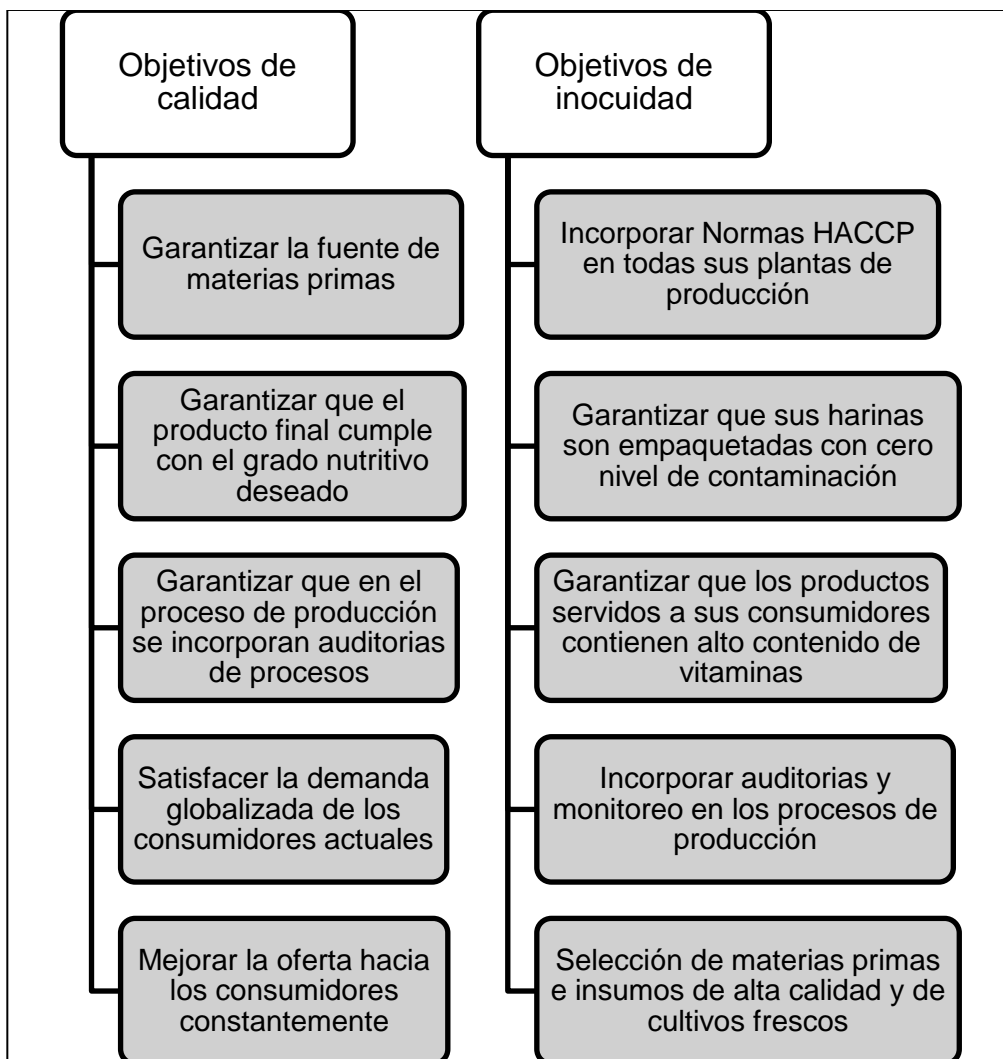 Objetivos de
calidad
Garantizar la fuente de
materias primas
Garantizar que el
producto final cumple
con el grado nutritivo
deseado
Garantizar que en el
proceso de producción
se incorporan auditorias
de procesos
Satisfacer la demanda
globalizada de los
consumidores actuales
Mejorar la oferta hacia
los consumidores
constantemente
Objetivos de
inocuidad
Incorporar Normas HACCP
en todas sus plantas de
producción
Garantizar que sus harinas
son empaquetadas con cero
nivel de contaminación
Garantizar que los productos
servidos a sus consumidores
contienen alto contenido de
vitaminas
Incorporar auditorias y
monitoreo en los procesos de
producción
Selección de materias primas
e insumos de alta calidad y de
cultivos frescos